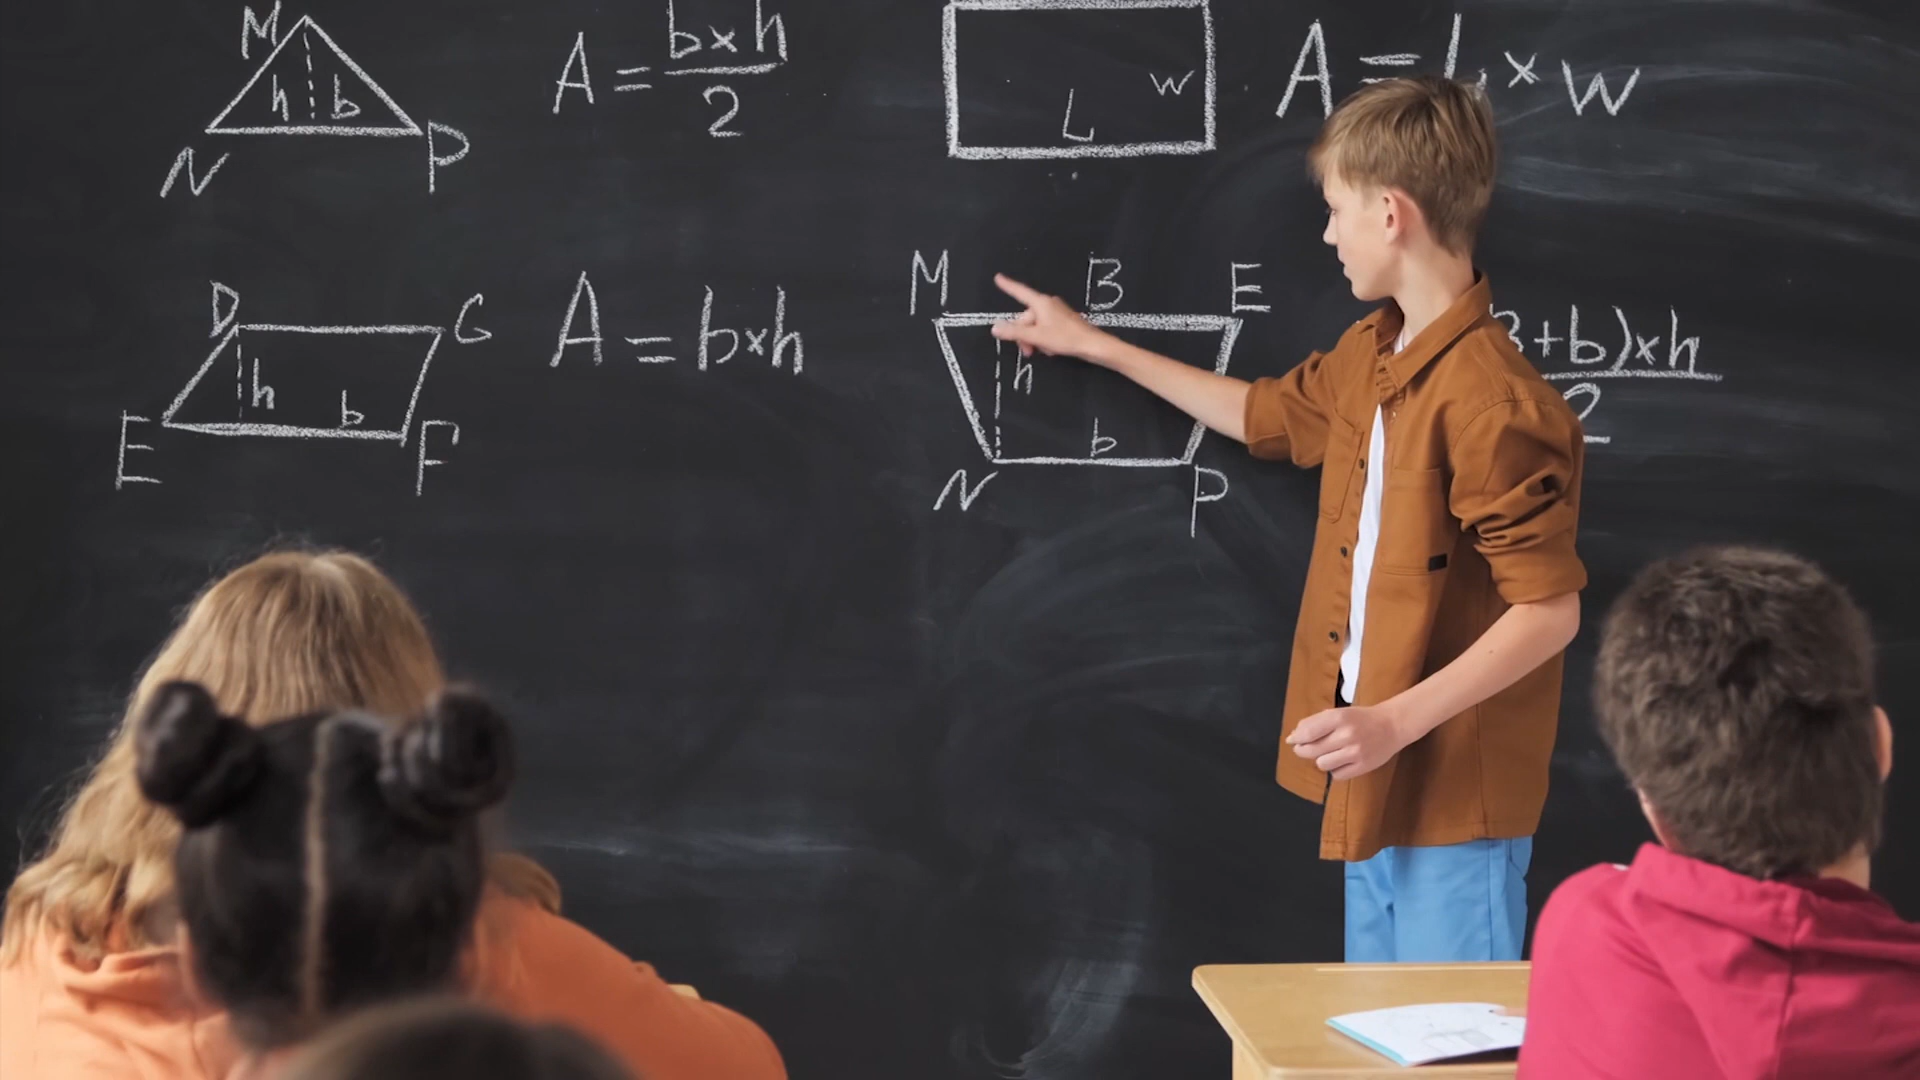 M
h b
N P
A = b×h
2
W
L
A = L × W
D G
h
b
E F
A = b×h
M B E
h
b
N P
+b)×h
2